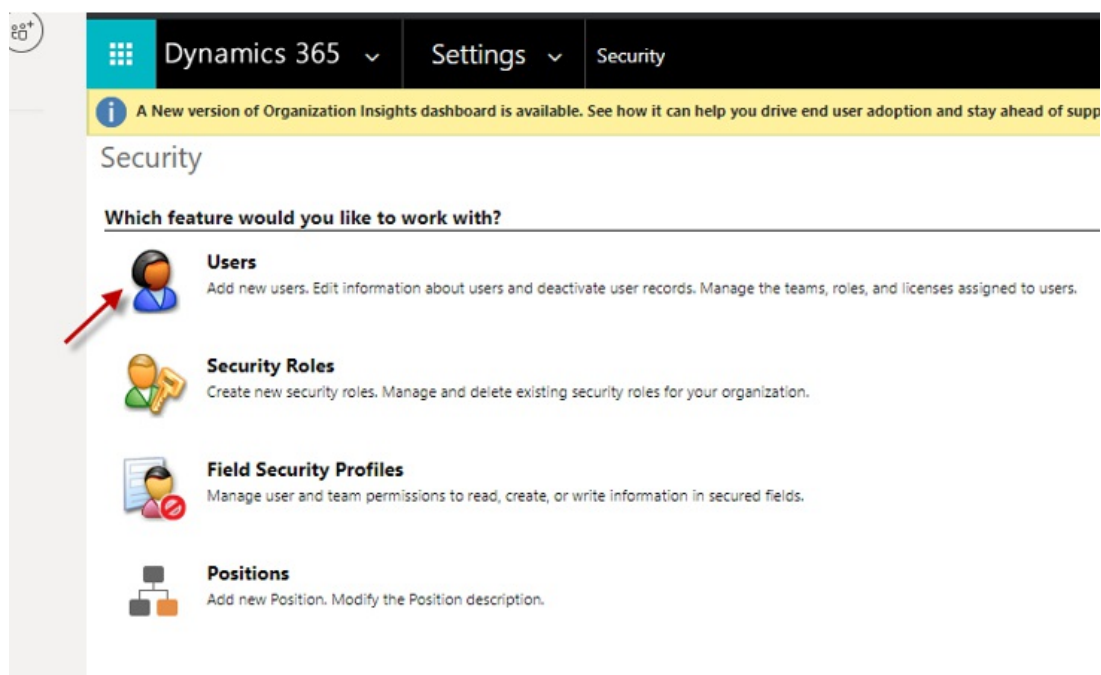 Dynamics 365 Settings Security
A New version of Organization Insights dashboard is available. See how it can help you drive end user adoption and stay ahead of supp
Security
Which feature would you like to work with?
Users
Add new users. Edit information about users and deactivate user records. Manage the teams, roles, and licenses assigned to users.
Security Roles
Create new security roles. Manage and delete existing security roles for your organization.
Field Security Profiles
Manage user and team permissions to read, create, or write information in secured fields.
Positions
Add new Position. Modify the Position description.